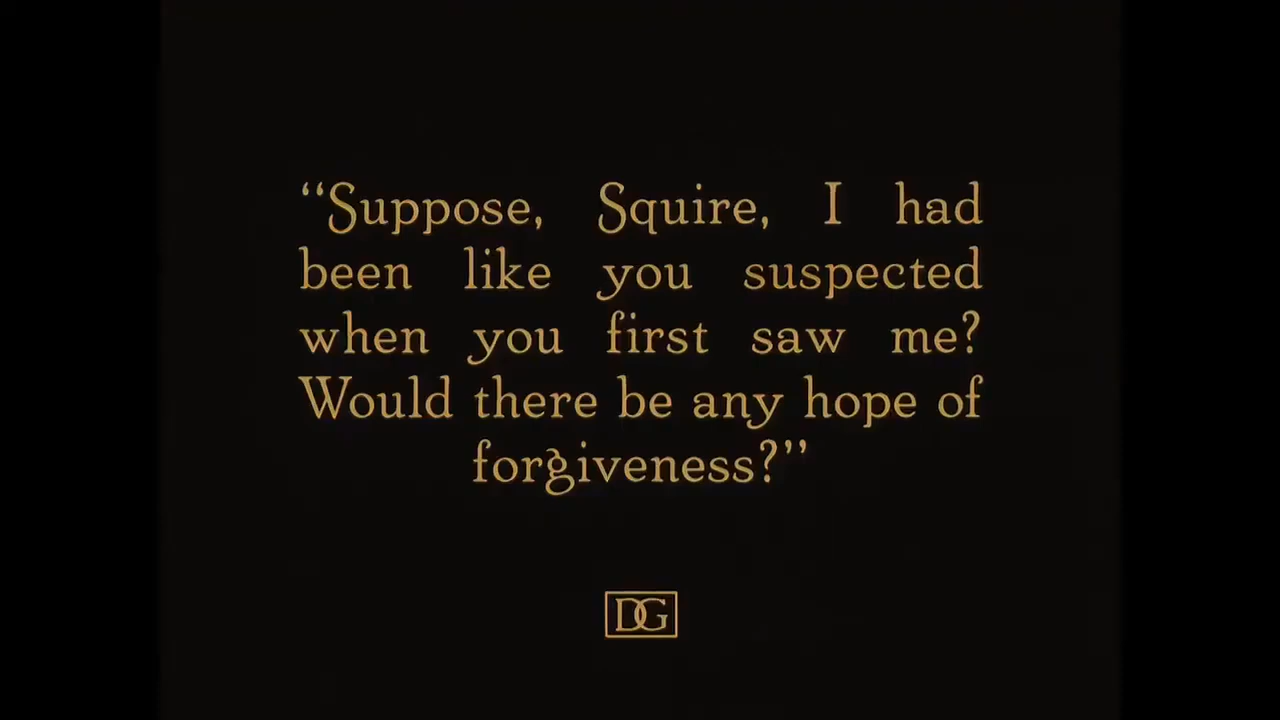 “Suppose, Squire, I had
been like you suspected
when you first saw me?
Would there be any hope of
forgiveness?”
DG